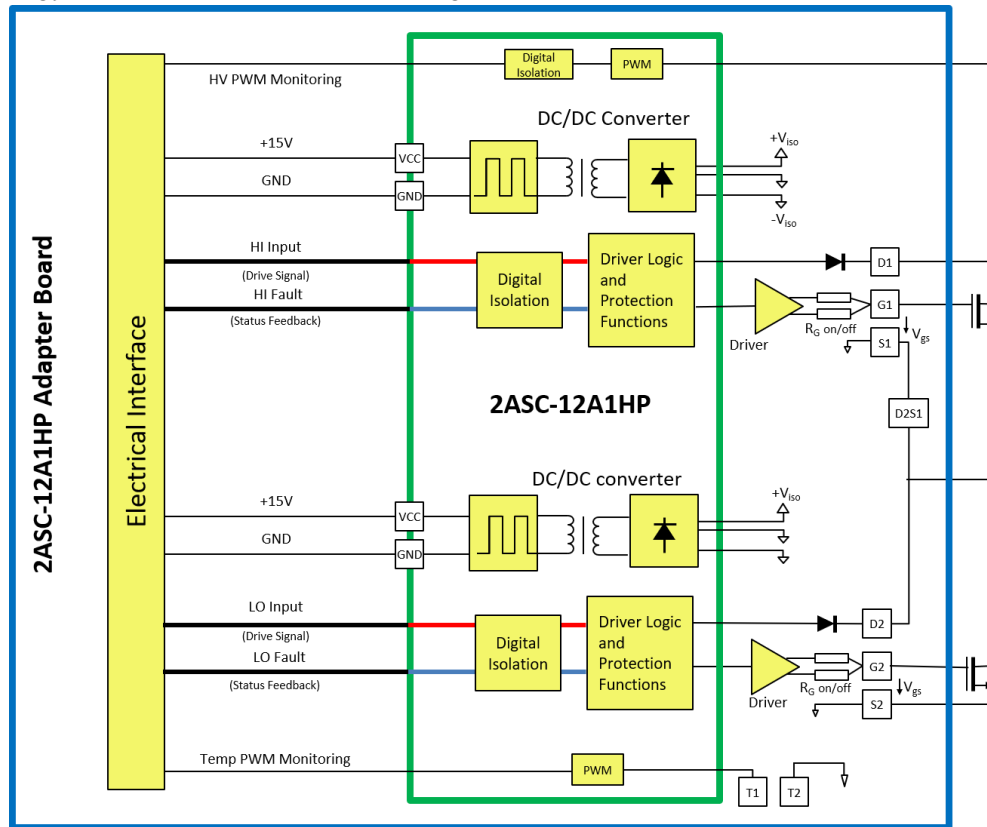 2ASC-12A1HP Adapter Board
Electrical Interface
HV PWM Monitoring
Digital
Isolation
PWM
DC/DC Converter
+15V
VCC
GND
GND
+Viso
-Viso
HI Input
(Drive Signal)
HI Fault
(Status Feedback)
Digital
Isolation
Driver Logic
and
Protection
Functions
Driver
RG on/off
D1
G1
Vgs
S1
D2S1
2ASC-12A1HP
DC/DC converter
+15V
VCC
GND
GND
+Viso
LO Input
(Drive Signal)
LO Fault
(Status Feedback)
Digital
Isolation
Driver Logic
and
Protection
Functions
Driver
RG on/off
D2
G2
Vgs
S2
Temp PWM Monitoring
PWM
T1
T2